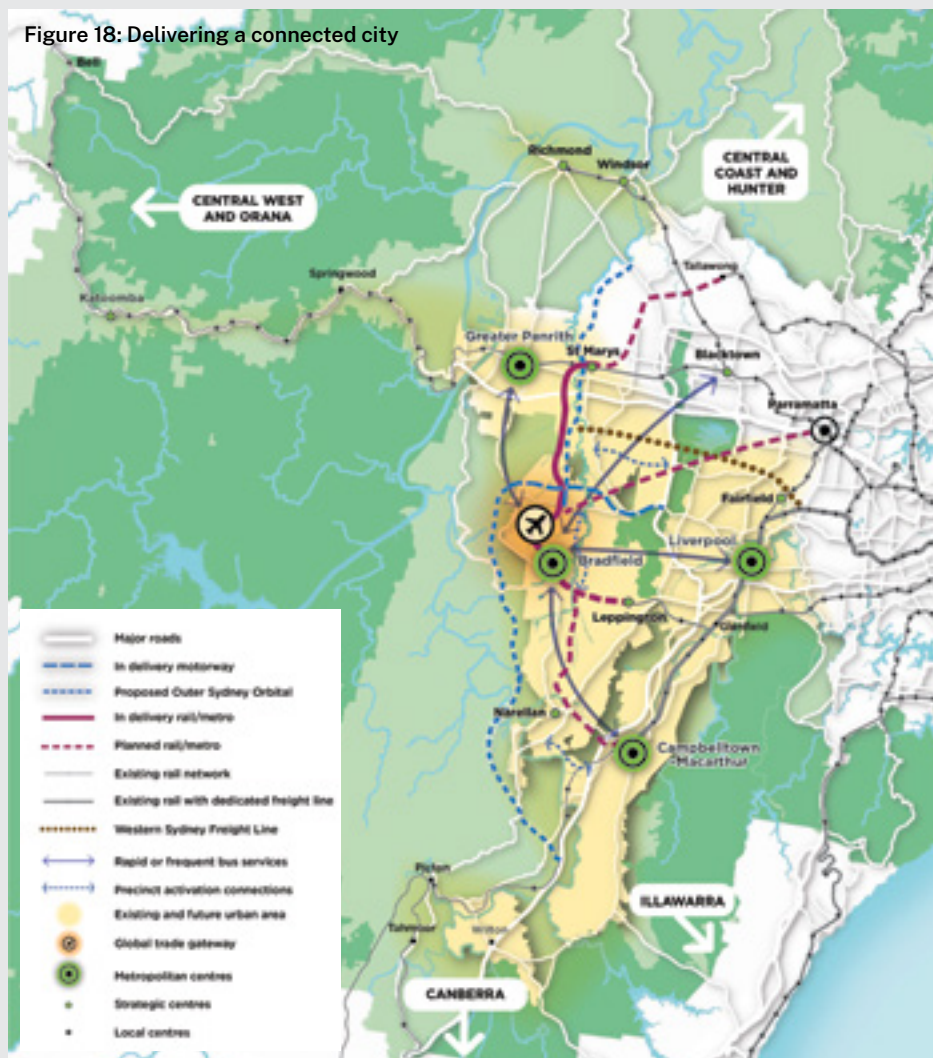 Figure 18: Delivering a connected city
Bell
CENTRAL WEST
AND ORANA
Richmond
Windsor
CENTRAL
COAST AND
HUNTER
Springwood
Katoomba
Tallawong
Greater Penrith
St Marys
Blacktown
Parramatta
Fairfield
Liverpool
Bradfield
Leppington
Glenfield
Narellan
Campbelltown
-Macarthur
Picton
Tahmoor
Wilton
ILLAWARRA
CANBERRA
Major roads
In delivery motorway
Proposed Outer Sydney Orbital
In delivery rail/metro
Planned rail/metro
Existing rail network
Existing rail with dedicated freight line
Western Sydney Freight Line
Rapid or frequent bus services
Precinct activation connections
Existing and future urban area
Global trade gateway
Metropolitan centres
Strategic centres
Local centres